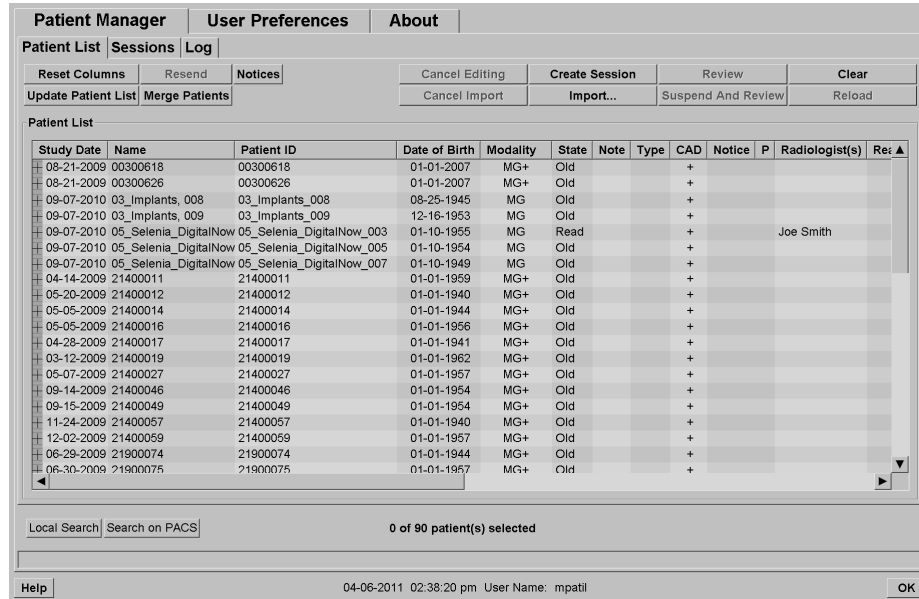 Patient Manager User Preferences About
Patient List Sessions Log
Reset Columns Resend Notices Cancel Editing Create Session Review Clear
Update Patient List Merge Patients Cancel Import Import... Suspend And Review Reload
Patient List
Study Date Name Patient ID Date of Birth Modality State Note Type CAD Notice P Radiologist(s) Rea
+ 08-21-2009 00300618 00300618 01-01-2007 MG+ Old +
+ 08-21-2009 00300626 00300626 01-01-2007 MG+ Old +
+ 09-07-2010 03_Implants, 008 03_Implants_008 08-25-1945 MG Old +
+ 09-07-2010 03_Implants, 009 03_Implants_009 12-16-1953 MG Old +
+ 09-07-2010 05_Selenia_DigitalNow 05_Selenia_DigitalNow_003 01-10-1955 MG Read + Joe Smith
+ 09-07-2010 05_Selenia_DigitalNow 05_Selenia_DigitalNow_005 01-10-1954 MG Old +
+ 09-07-2010 05_Selenia_DigitalNow 05_Selenia_DigitalNow_007 01-10-1949 MG Old +
+ 04-14-2009 21400011 21400011 01-01-1959 MG+ Old +
+ 05-20-2009 21400012 21400012 01-01-1940 MG+ Old +
+ 05-05-2009 21400014 21400014 01-01-1944 MG+ Old +
+ 05-05-2009 21400016 21400016 01-01-1956 MG+ Old +
+ 04-28-2009 21400017 21400017 01-01-1941 MG+ Old +
+ 03-12-2009 21400019 21400019 01-01-1962 MG+ Old +
+ 05-07-2009 21400027 21400027 01-01-1957 MG+ Old +
+ 09-14-2009 21400046 21400046 01-01-1954 MG+ Old +
+ 09-15-2009 21400049 21400049 01-01-1954 MG+ Old +
+ 11-24-2009 21400057 21400057 01-01-1940 MG+ Old +
+ 12-02-2009 21400059 21400059 01-01-1957 MG+ Old +
+ 06-29-2009 21900074 21900074 01-01-1944 MG+ Old +
+ 06-30-2009 21900075 21900075 01-01-1957 MG+ Old +
Local Search Search on PACS 0 of 90 patient(s) selected
Help 04-06-2011 02:38:20 pm User Name: mpatil OK